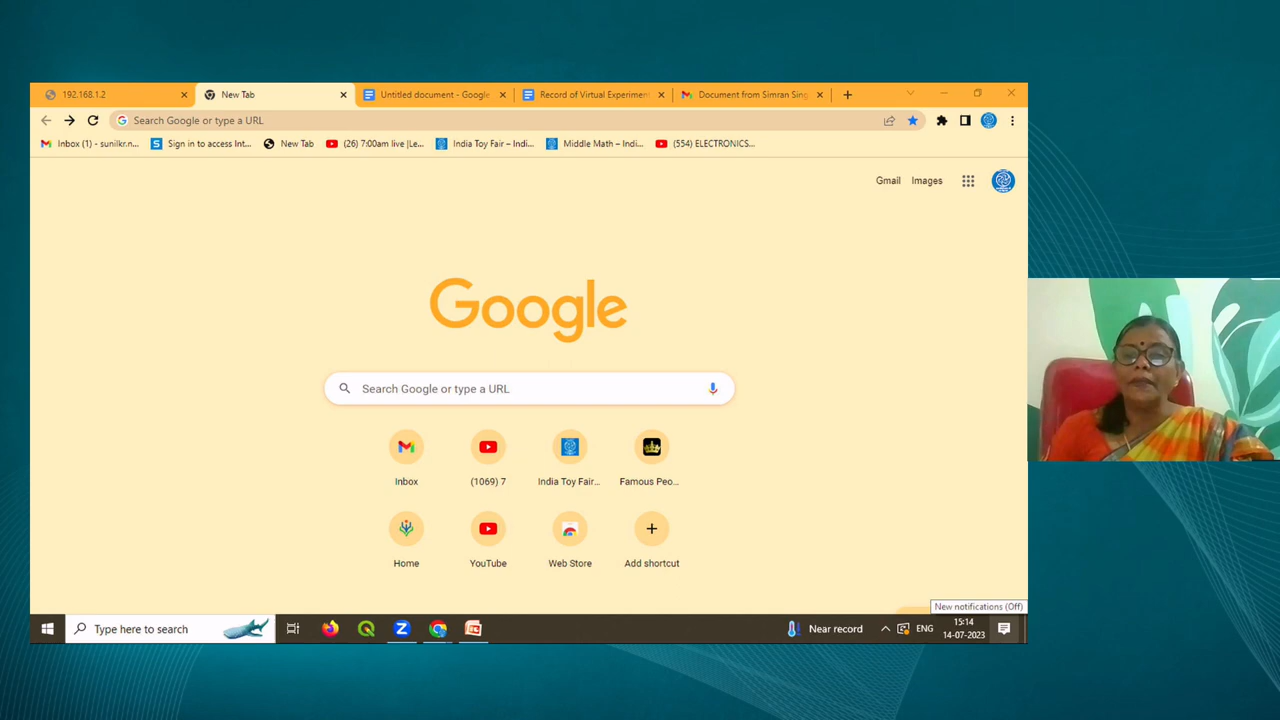 192.168.1.2
New Tab
Untitled document - Google
Record of Virtual Experiment
Document from Simran Sing
Search Google or type a URL
Inbox (1) - sunilkr.n...
Sign in to access Int...
New Tab
(26) 7:00am live |Le...
India Toy Fair – Indi...
Middle Math – Indi...
(554) ELECTRONICS...
Gmail
Images
Google
Search Google or type a URL
Inbox
(1069) 7
India Toy Fair...
Famous Peo...
Home
YouTube
Web Store
Add shortcut
New notifications (Off)
Type here to search
Near record
ENG
15:14
14-07-2023